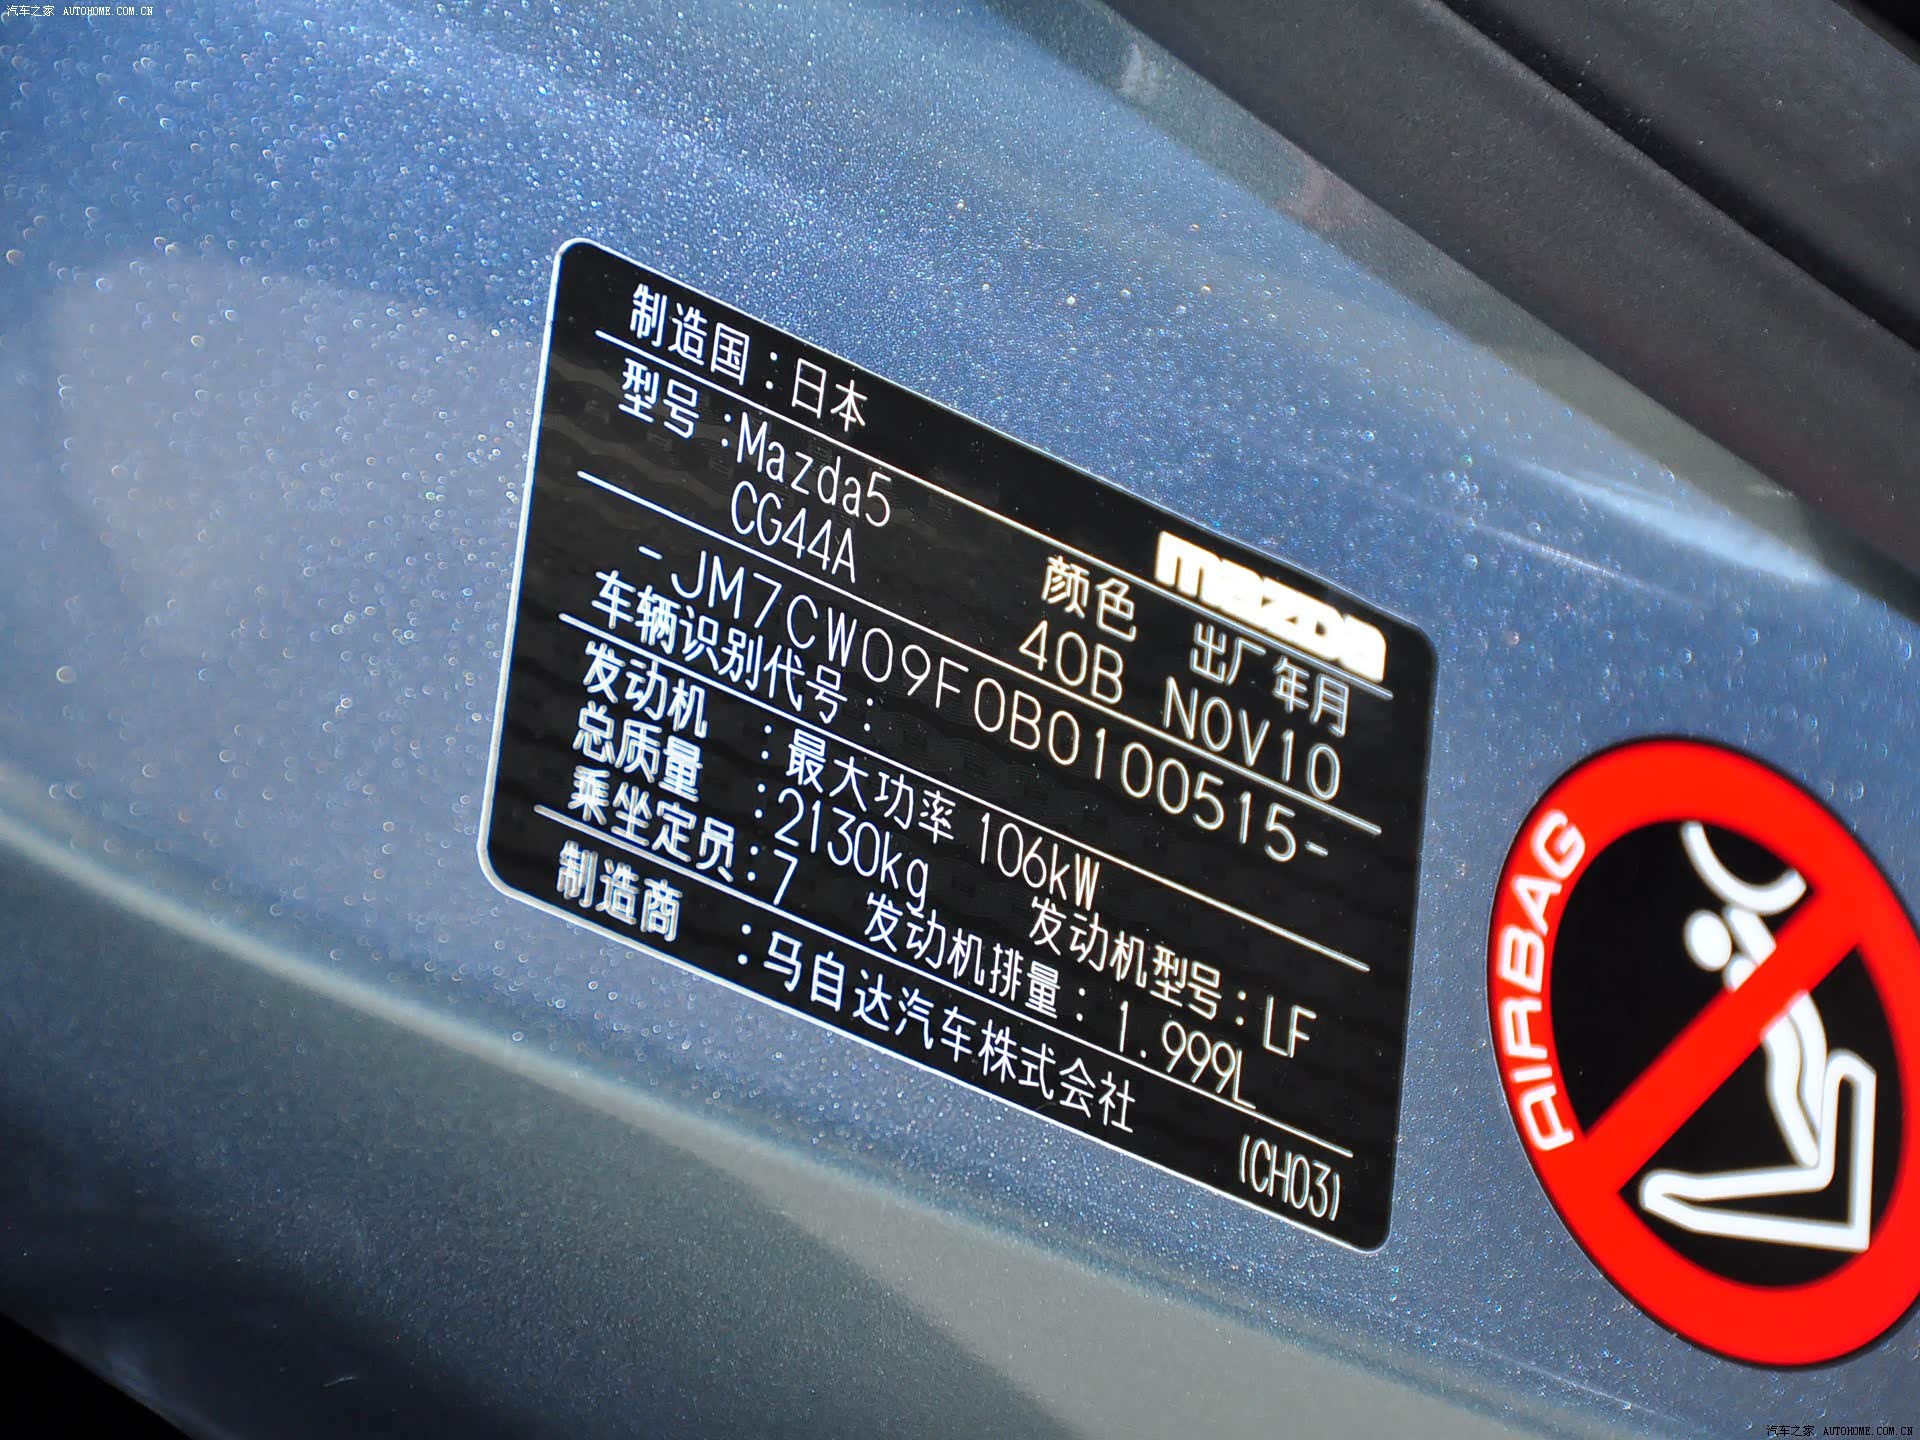 汽车之家 AUTOHOME.COM.CN
制造国：日本
mazda
型号：Mazda5
CG44A
颜色
40B
出厂年月
NOV10
-JM7CW09F0B0100515-
车辆识别代号：
发动机：最大功率 106kW 发动机型号：LF
总质量：2130kg 发动机排量：1.999L
乘坐定员：7
制造商：马自达汽车株式会社
(CH03)
AIRBAG
汽车之家 AUTOHOME.COM.CN